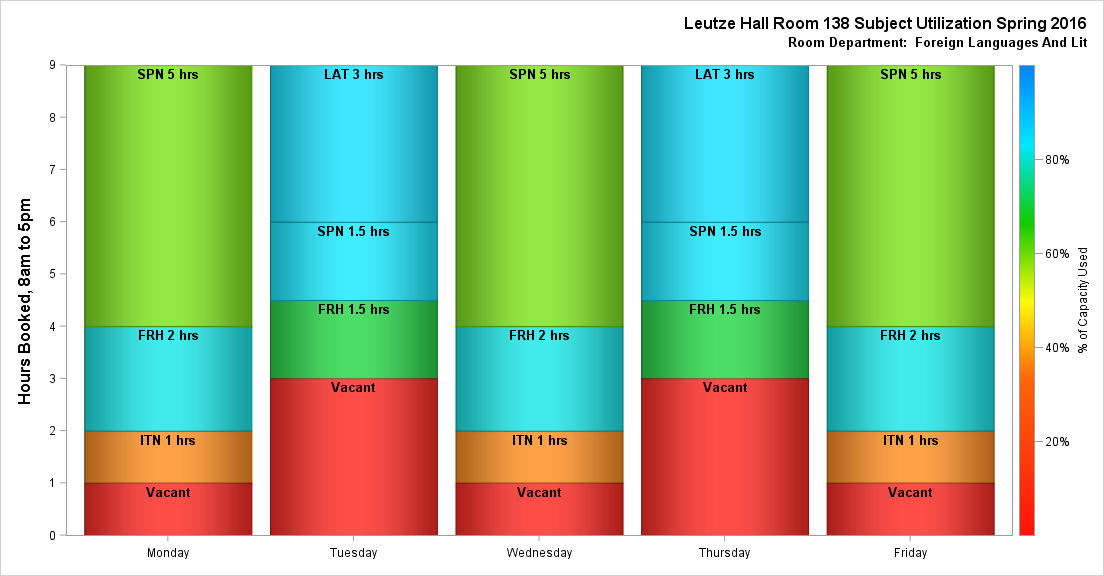 Leutze Hall Room 138 Subject Utilization Spring 2016
Room Department:  Foreign Languages And Lit
Hours Booked, 8am to 5pm
9
8
7
6
5
4
3
2
1
0
SPN 5 hrs
FRH 2 hrs
ITN 1 hrs
Vacant
LAT 3 hrs
SPN 1.5 hrs
FRH 1.5 hrs
Vacant
SPN 5 hrs
FRH 2 hrs
ITN 1 hrs
Vacant
LAT 3 hrs
SPN 1.5 hrs
FRH 1.5 hrs
Vacant
SPN 5 hrs
FRH 2 hrs
ITN 1 hrs
Vacant
Monday
Tuesday
Wednesday
Thursday
Friday
80%
60%
40%
20%
% of Capacity Used